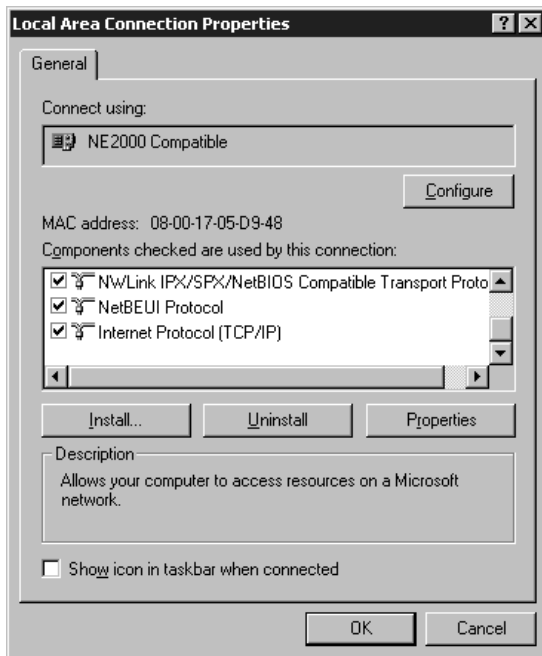 Local Area Connection Properties
General
Connect using:
NE2000 Compatible
Configure
MAC address: 08-00-17-05-D9-48
Components checked are used by this connection:
NWLink IPX/SPX/NetBIOS Compatible Transport Proto
NetBEUI Protocol
Internet Protocol (TCP/IP)
Install... Uninstall Properties
Description
Allows your computer to access resources on a Microsoft
network.
Show icon in taskbar when connected
OK Cancel